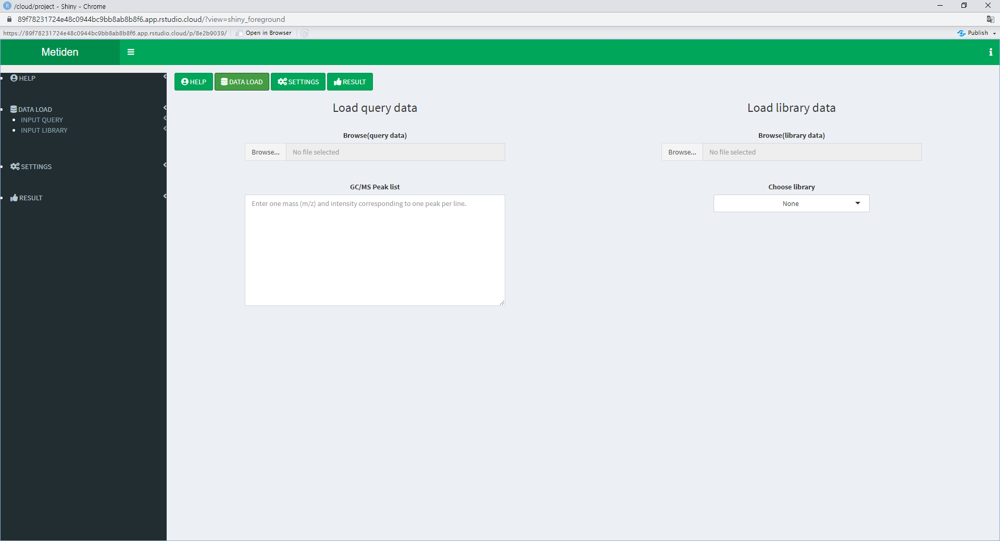 /cloud/project - Shiny - Chrome
89f78231724e48c0944bc9bb8ab8b8f6.app.rstudio.cloud/?view=shiny_foreground
https://89f78231724e48c0944bc9bb8ab8b8f6.app.rstudio.cloud/p/8e2b9039/ Open in Browser Publish
Metiden
HELP
DATA LOAD
INPUT QUERY
INPUT LIBRARY
SETTINGS
RESULT
HELP DATA LOAD SETTINGS RESULT
Load query data
Browse(query data)
Browse... No file selected
GC/MS Peak list
Enter one mass (m/z) and intensity corresponding to one peak per line.
Load library data
Browse(library data)
Browse... No file selected
Choose library
None